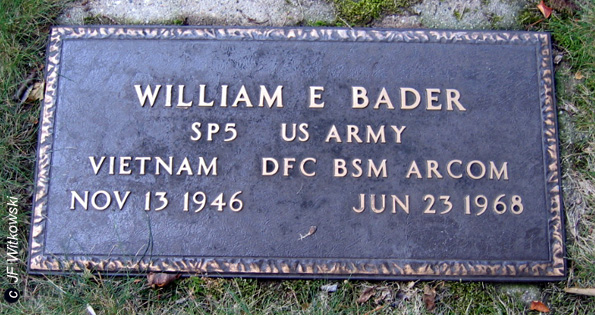 WILLIAM E BADER
SP5 US ARMY
VIETNAM DFC BSM ARCOM
NOV 13 1946 JUN 23 1968
c JF Witkowski